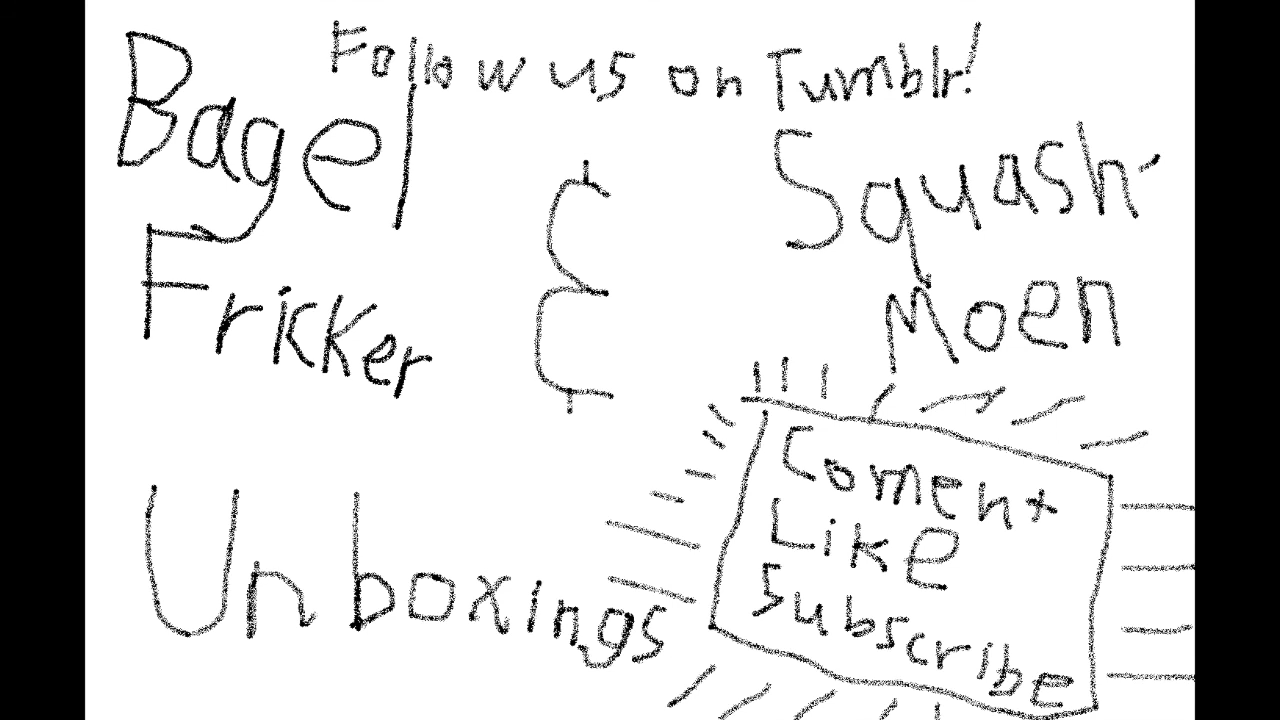 Follow us on Tumblr!
Bagel
Fricker
&
Squash-
Moen
Unboxings
Coment
Like
Subscribe